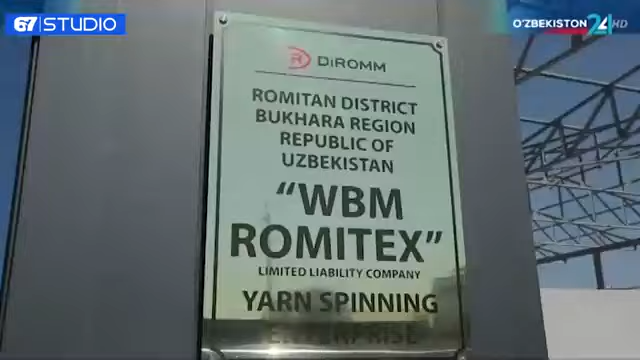 67 STUDIO
O'ZBEKISTON 24 HD
DiROMM
ROMITAN DISTRICT
BUKHARA REGION
REPUBLIC OF
UZBEKISTAN
“WBM
ROMITEX”
LIMITED LIABILITY COMPANY
YARN SPINNING
ENTERPRISE